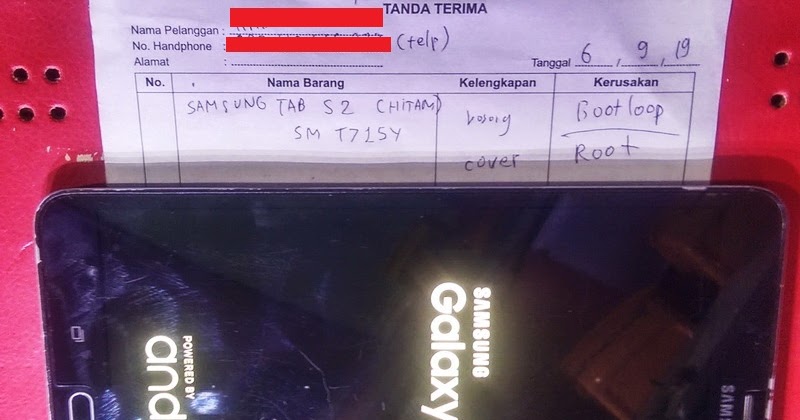 TANDA TERIMA
Nama Pelanggan :
No. Handphone : (telp)
Alamat :
Tanggal 6, 9, 19
No. Nama Barang Kelengkapan Kerusakan
SAMSUNG TAB S2 (HITAM) Bootloop
SM T715Y cover Root
SAMSUNG
Galaxy
POWERED BY
and
SAMSUNG